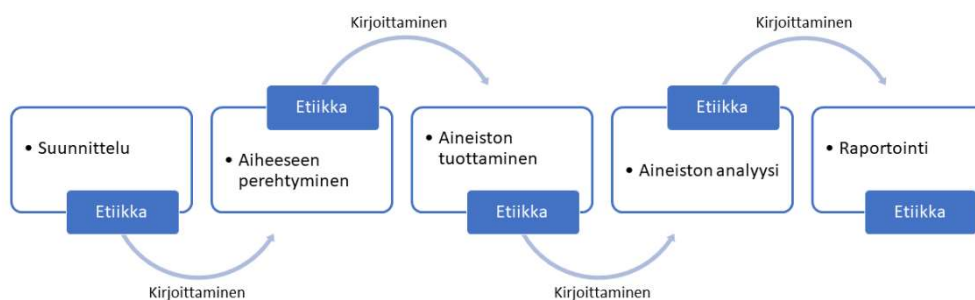 Kirjoittaminen
Kirjoittaminen
Etiikka
Etiikka
• Suunnittelu
• Aiheeseen
perehtyminen
• Aineiston
tuottaminen
• Aineiston analyysi
• Raportointi
Etiikka
Etiikka
Etiikka
Kirjoittaminen
Kirjoittaminen